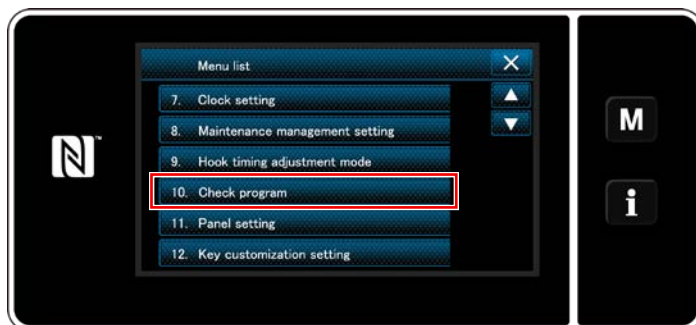 Menu list
7. Clock setting
8. Maintenance management setting
9. Hook timing adjustment mode
10. Check program
11. Panel setting
12. Key customization setting
M
i